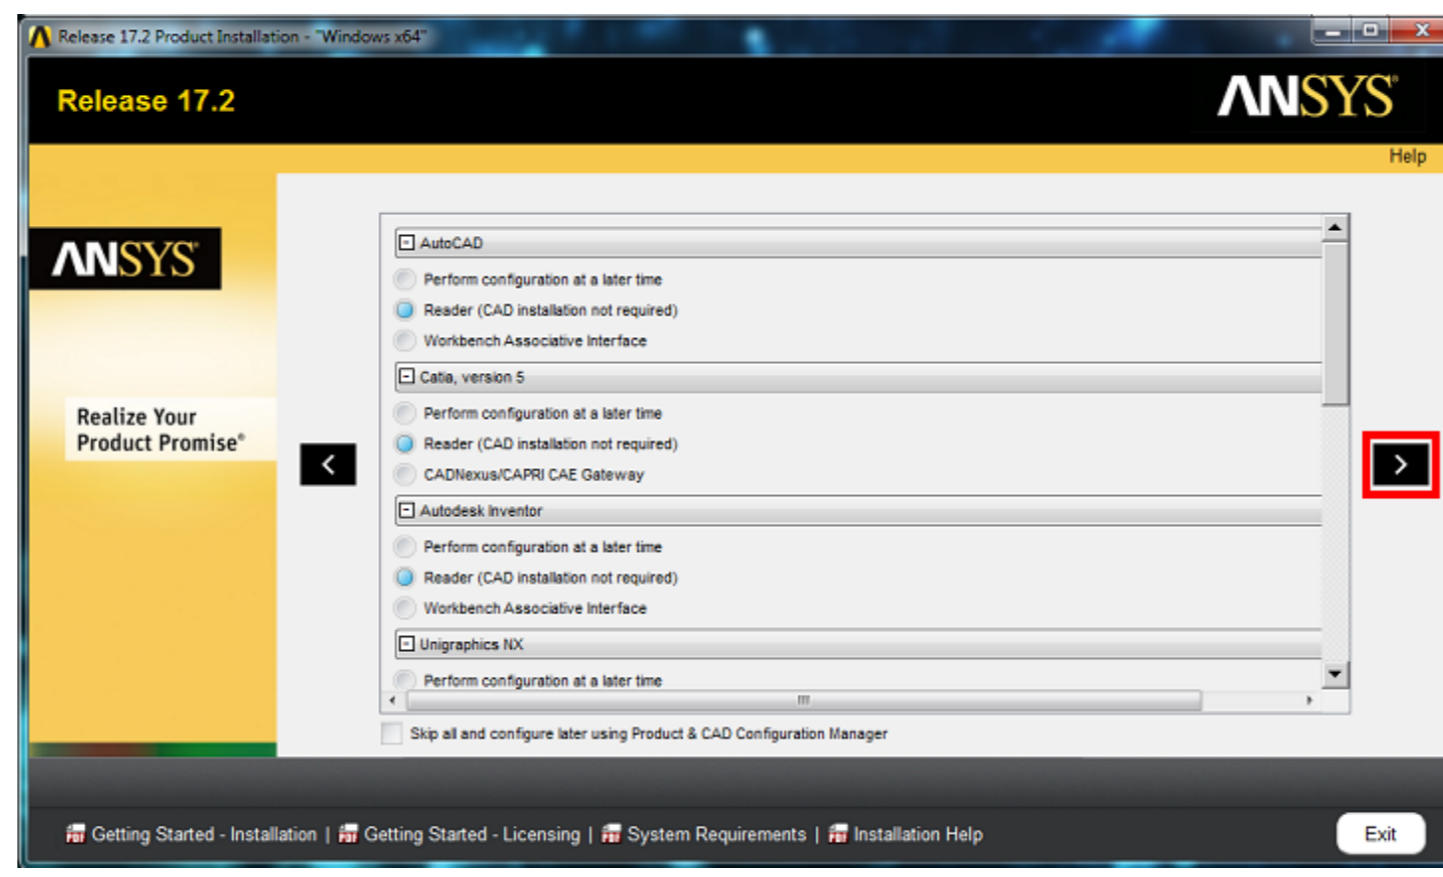 Release 17.2 Product Installation - "Windows x64"
Release 17.2
ANSYS®
Help
ANSYS®
Realize Your
Product Promise®
AutoCAD
Perform configuration at a later time
Reader (CAD installation not required)
Workbench Associative Interface
Catia, version 5
Perform configuration at a later time
Reader (CAD installation not required)
CADNexus/CAPRI CAE Gateway
Autodesk Inventor
Perform configuration at a later time
Reader (CAD installation not required)
Workbench Associative Interface
Unigraphics NX
Perform configuration at a later time
Skip all and configure later using Product & CAD Configuration Manager
Getting Started - Installation | Getting Started - Licensing | System Requirements | Installation Help
Exit